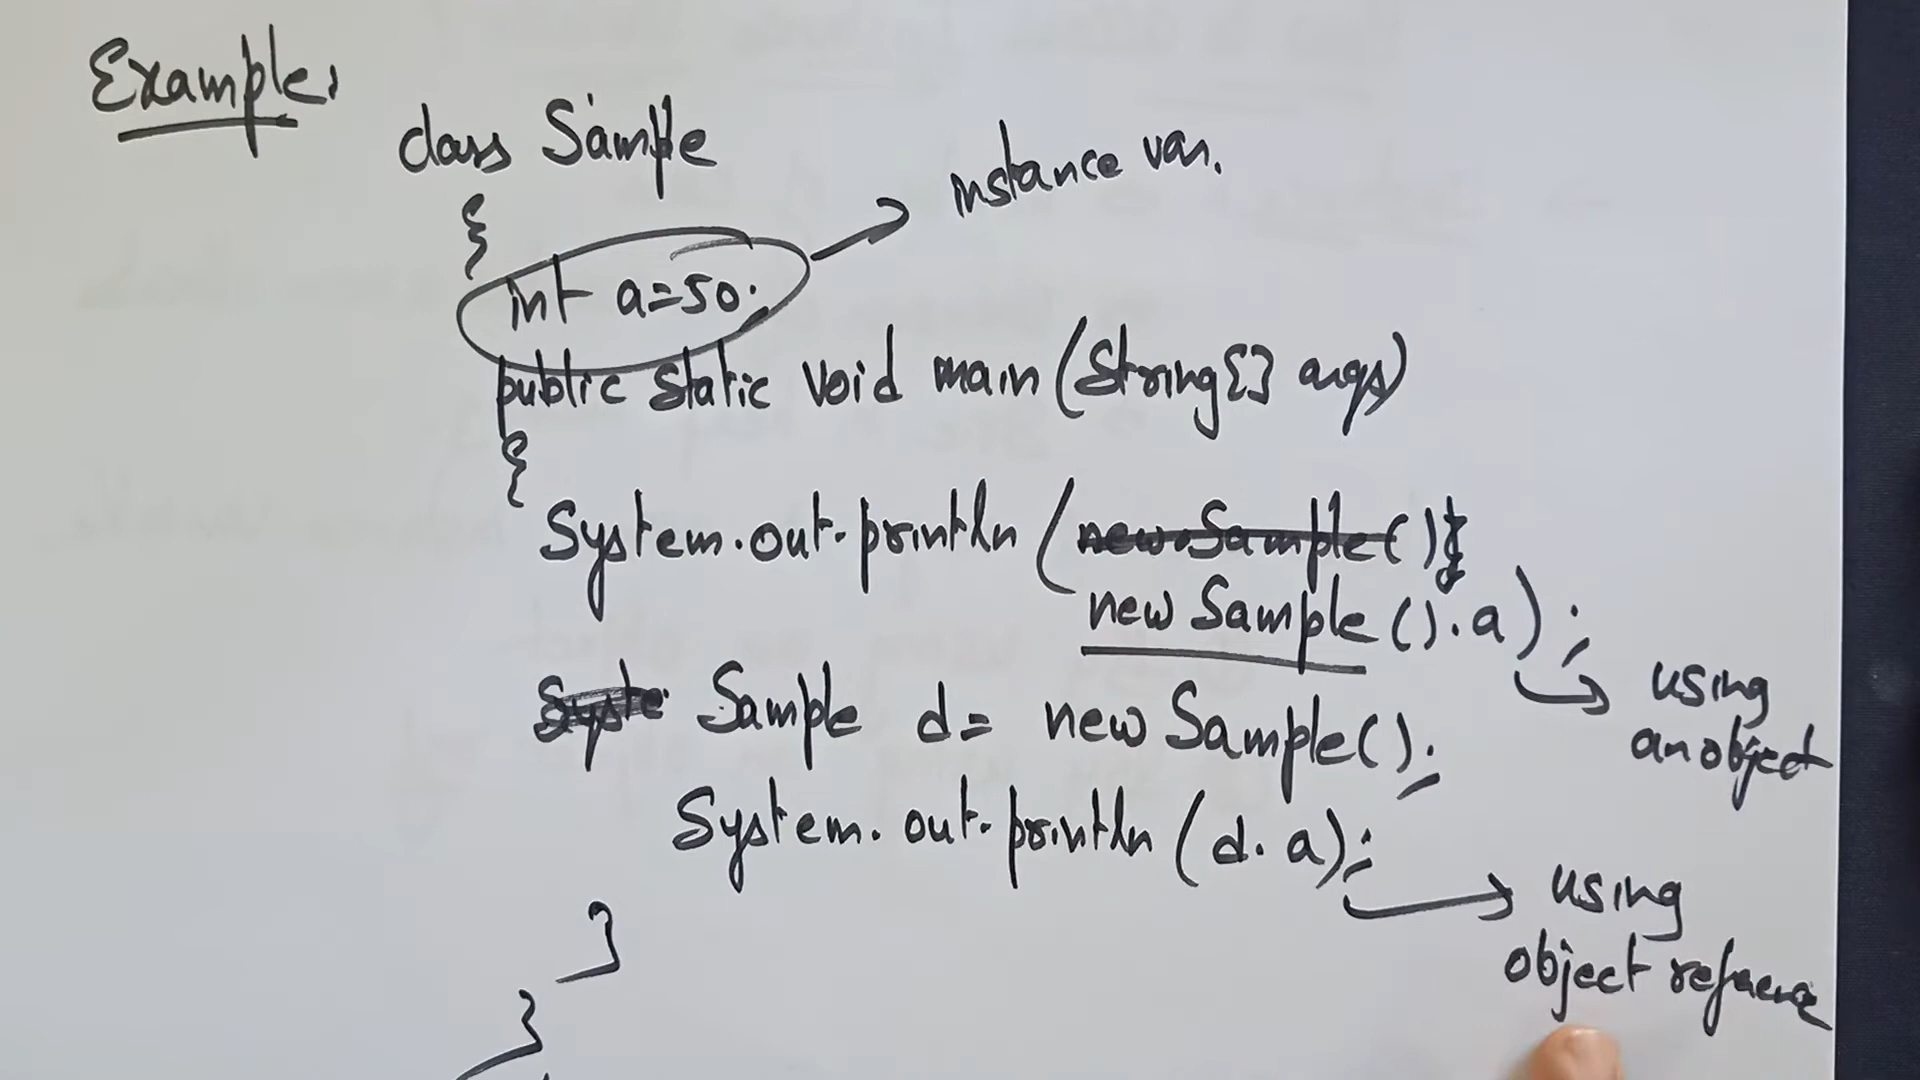 Example:
class Sample
instance var.
{
int a=50;
public static void main(String[] args)
{
System.out.println(new Sample();
new Sample().a);
using
an object
Sample d= new Sample();
System.out.println(d.a);
using
object refrence
}
}